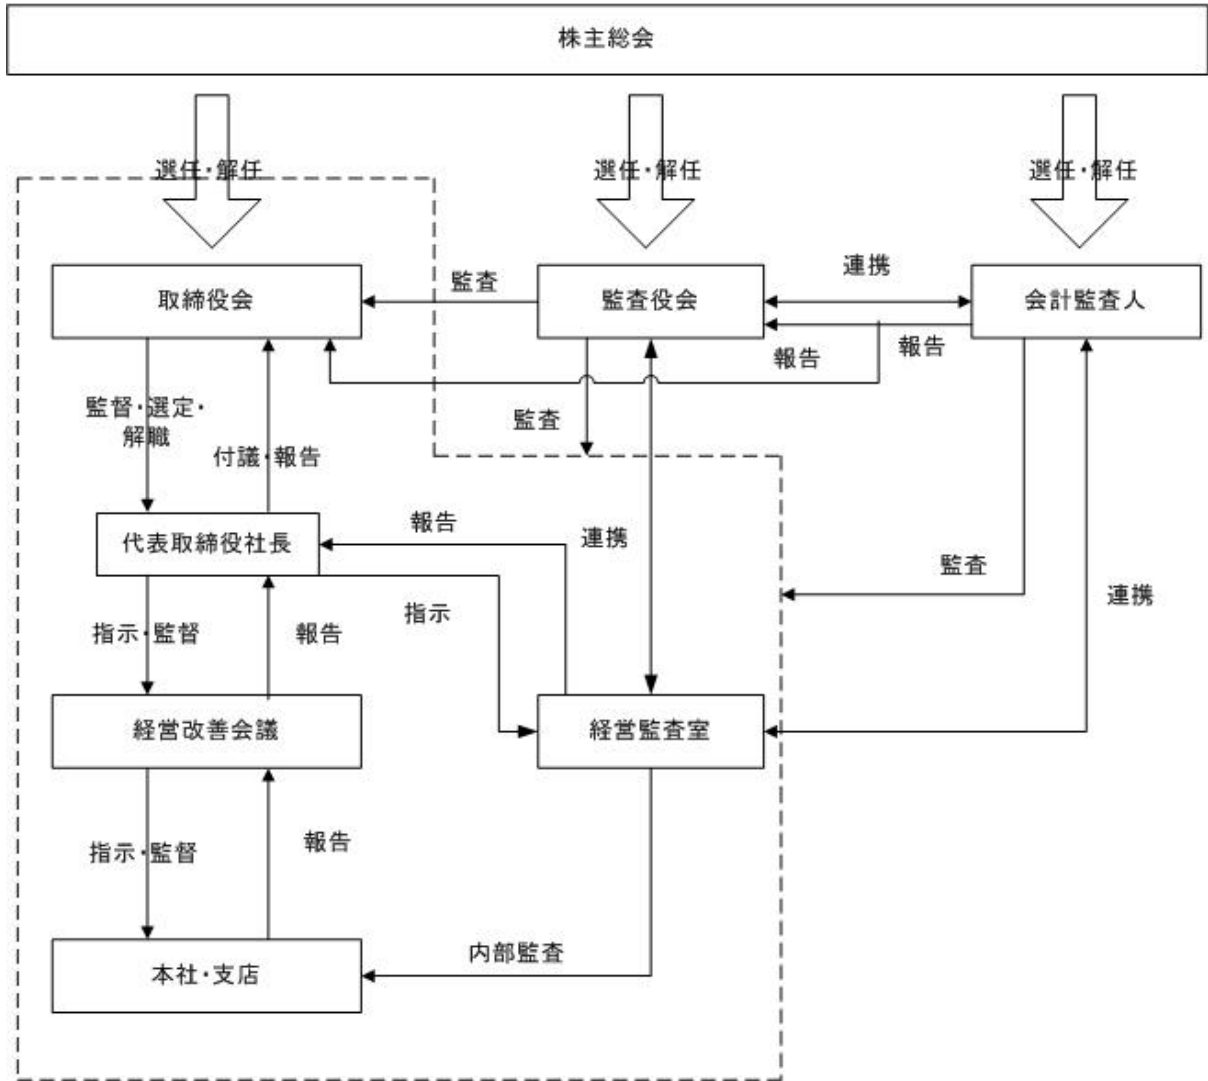 株主総会
選任・解任
選任・解任
選任・解任
取締役会
監査
監査役会
連携
会計監査人
報告
報告
監督・選定・
解職
付議・報告
監査
代表取締役社長
報告
連携
監査
連携
指示・監督
報告
指示
経営改善会議
経営監査室
指示・監督
報告
本社・支店
内部監査